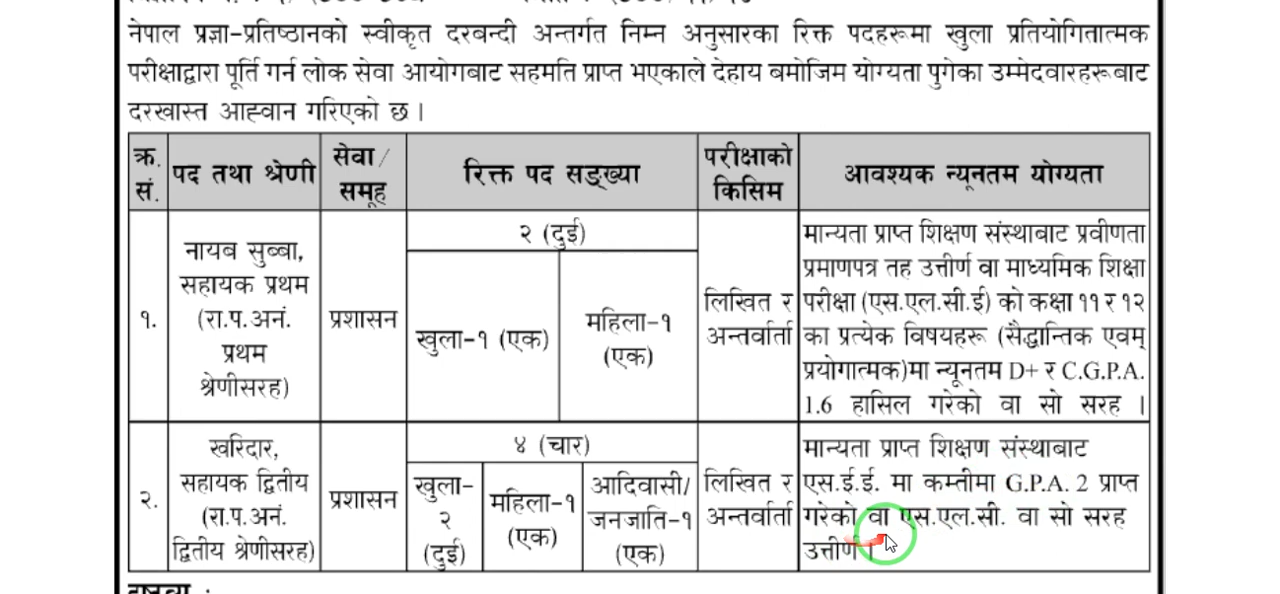 नेपाल प्रज्ञा-प्रतिष्ठानको स्वीकृत दरबन्दी अन्तर्गत निम्न अनुसारका रिक्त पदहरूमा खुला प्रतियोगितात्मक
परीक्षाद्वारा पूर्ति गर्न लोक सेवा आयोगबाट सहमति प्राप्त भएकाले देहाय बमोजिम योग्यता पुगेका उम्मेदवारहरूबाट
दरखास्त आह्वान गरिएको छ ।
क्र.
सं.
पद तथा श्रेणी
सेवा/
समूह
रिक्त पद सङ्ख्या
परीक्षाको
किसिम
आवश्यक न्यूनतम योग्यता
१.
नायब सुब्बा,
सहायक प्रथम
(रा.प.अनं.
प्रथम
श्रेणीसरह)
प्रशासन
२ (दुई)
खुला-१ (एक)
महिला-१
(एक)
लिखित र
अन्तर्वार्ता
मान्यता प्राप्त शिक्षण संस्थाबाट प्रवीणता
प्रमाणपत्र तह उत्तीर्ण वा माध्यमिक शिक्षा
परीक्षा (एस.एल.सी.ई) को कक्षा ११ र १२
का प्रत्येक विषयहरू (सैद्धान्तिक एवम्
प्रयोगात्मक)मा न्यूनतम D+ र C.G.P.A.
1.6 हासिल गरेको वा सो सरह ।
२.
खरिदार,
सहायक द्वितीय
(रा.प.अनं.
द्वितीय श्रेणीसरह)
प्रशासन
४ (चार)
खुला-
२
(दुई)
महिला-१
(एक)
आदिवासी/
जनजाति-१
(एक)
लिखित र
अन्तर्वार्ता
मान्यता प्राप्त शिक्षण संस्थाबाट
एस.ई.ई. मा कम्तीमा G.P.A. 2 प्राप्त
गरेको वा एस.एल.सी. वा सो सरह
उत्तीर्ण ।